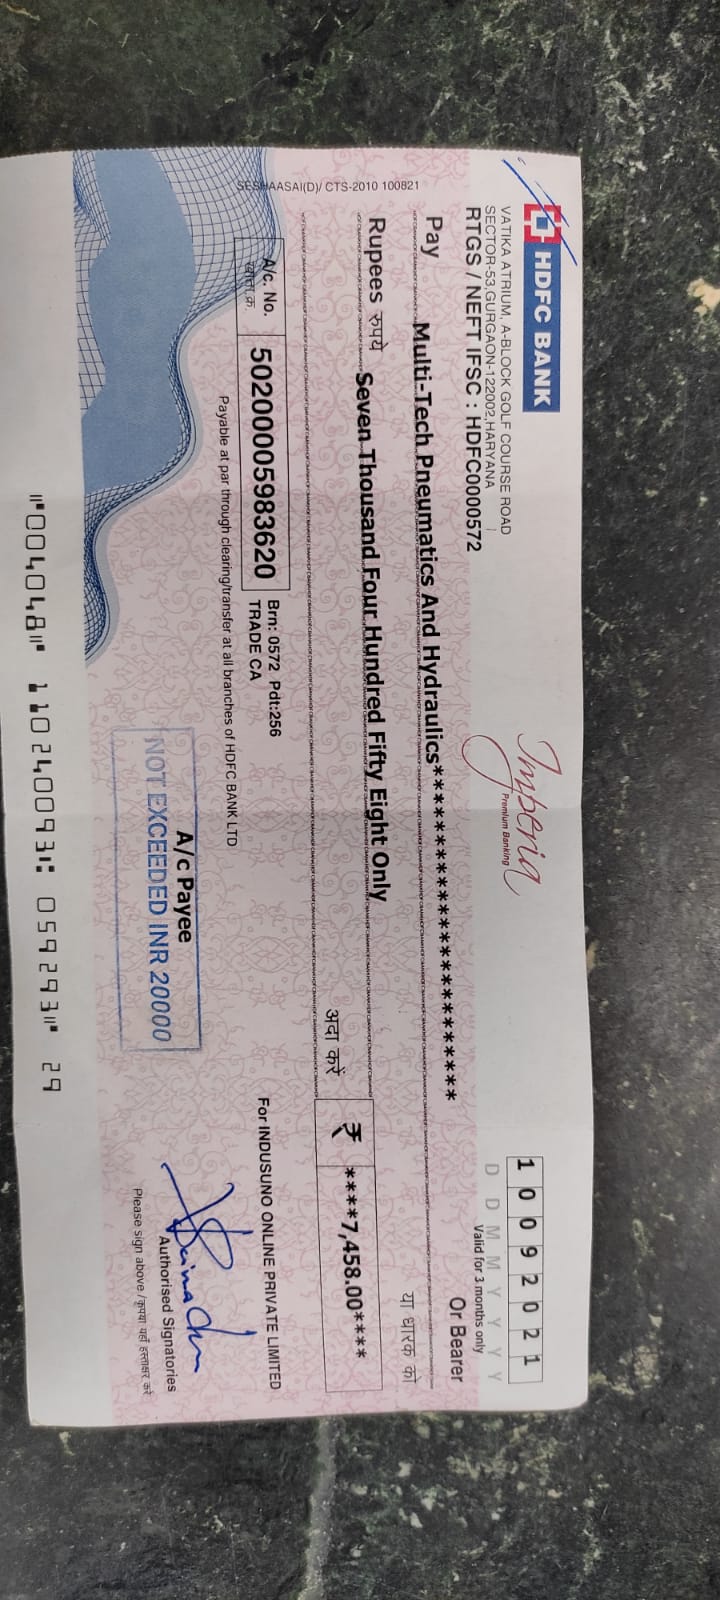 HDFC BANK
VATIKA ATRIUM, A-BLOCK GOLF COURSE ROAD
SECTOR-53,GURGAON-122002,HARYANA
RTGS / NEFT IFSC : HDFC0000572
Imperia
Premium Banking
1 0 0 9 2 0 2 1
D D M M Y Y Y Y
Valid for 3 months only
Pay Multi-Tech Pneumatics And Hydraulics******************************
Or Bearer
या धारक को
Rupees रुपये Seven Thousand Four Hundred Fifty Eight Only
अदा करें
₹ ****7,458.00****
A/c. No. 50200005983620
खाता क्र.
Brn: 0572 Pdt:256
TRADE CA
For INDUSUNO ONLINE PRIVATE LIMITED
Payable at par through clearing/transfer at all branches of HDFC BANK LTD
A/c Payee
NOT EXCEEDED INR 20000
Authorised Signatories
Please sign above /कृपया यहाँ हस्ताक्षर करें
SESHAASAI(D)/ CTS-2010 100821
⑈004048⑈ 110240093⑆ 059293⑈ 29